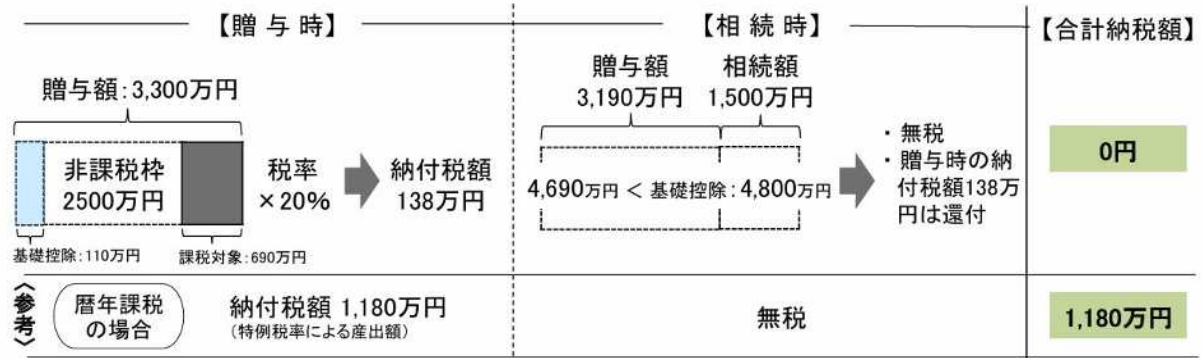 【贈与時】
【相続時】
【合計納税額】
贈与額:3,300万円
非課税枠
2500万円
税率
×20%
納付税額
138万円
基礎控除:110万円
課税対象:690万円
贈与額
3,190万円
相続額
1,500万円
4,690万円 < 基礎控除:4,800万円
・無税
・贈与時の納
付税額138万
円は還付
0円
〈参考〉
暦年課税
の場合
納付税額 1,180万円
(特例税率による産出額)
無税
1,180万円